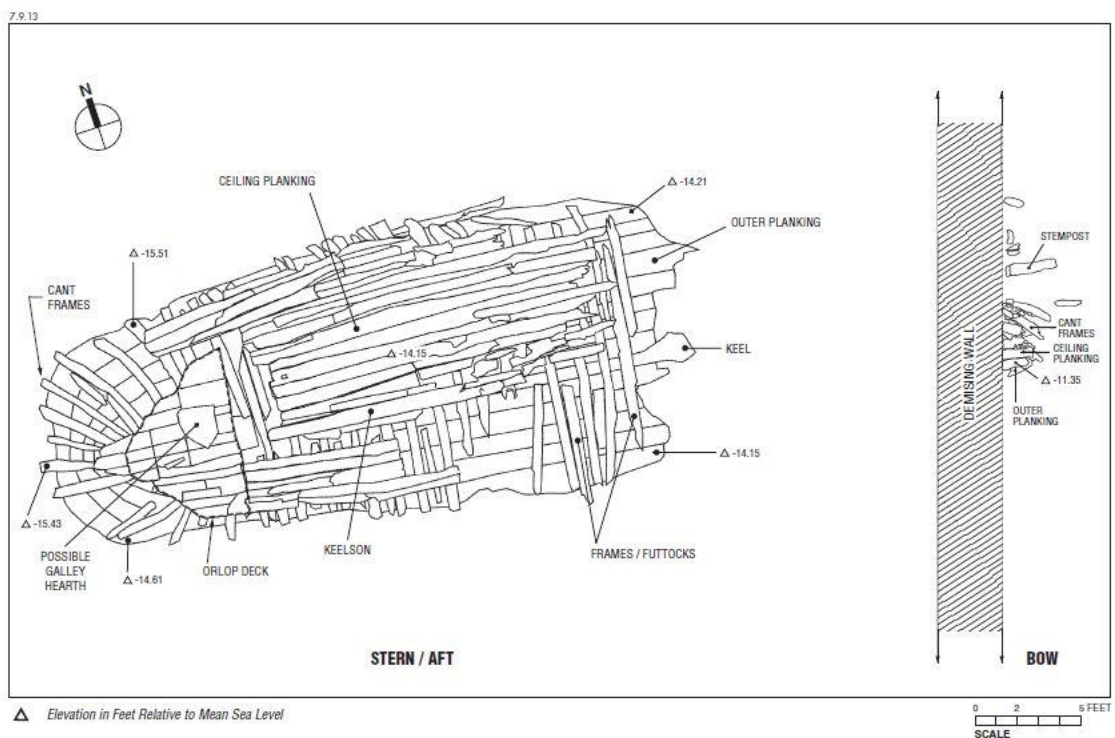 7.9.13
N
CEILING PLANKING
△ -14.21
OUTER PLANKING
△ -15.51
CANT
FRAMES
△ -14.15
KEEL
△ -14.15
△ -15.43
POSSIBLE
GALLEY
HEARTH
△ -14.61
ORLOP DECK
KEELSON
FRAMES / FUTTOCKS
STERN / AFT
DEMISING WALL
STEMPOST
CANT
FRAMES
CEILING
PLANKING
△ -11.35
OUTER
PLANKING
BOW
△ Elevation in Feet Relative to Mean Sea Level
0 2 5 FEET
SCALE